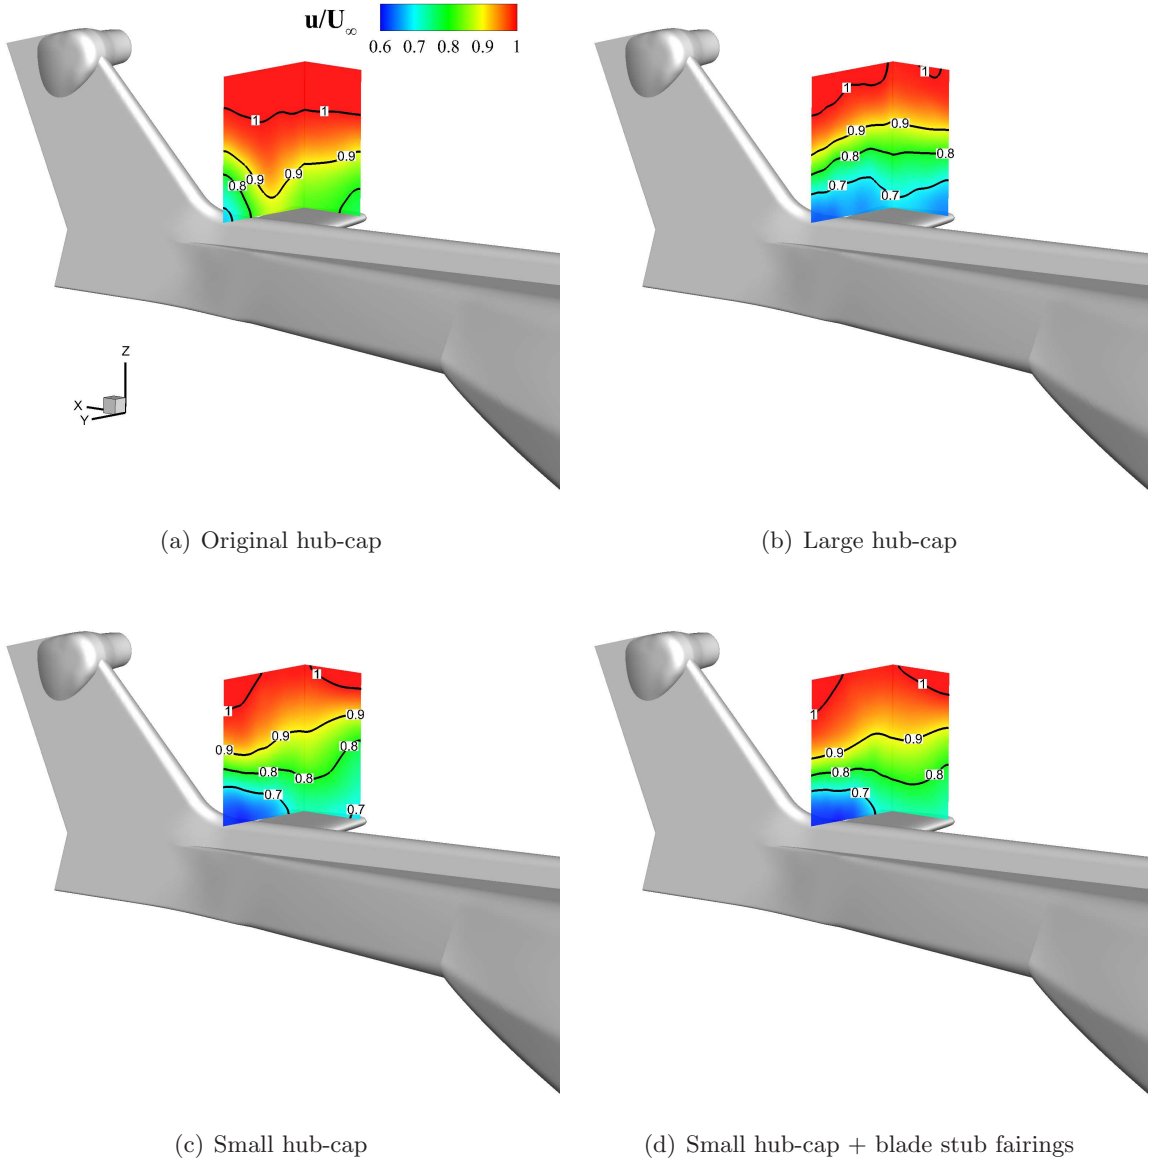 u/U∞
0.6 0.7 0.8 0.9 1
1 1
0.9
0.8 0.9 0.9
Z
X
Y
1 1
0.9 0.9
0.8 0.8
0.7 0.7
(a) Original hub-cap
(b) Large hub-cap
1
1
0.9
0.9 0.9
0.8 0.8 0.8
0.7
0.7
1
1
0.9 0.9
0.8 0.8
0.7
(c) Small hub-cap
(d) Small hub-cap + blade stub fairings